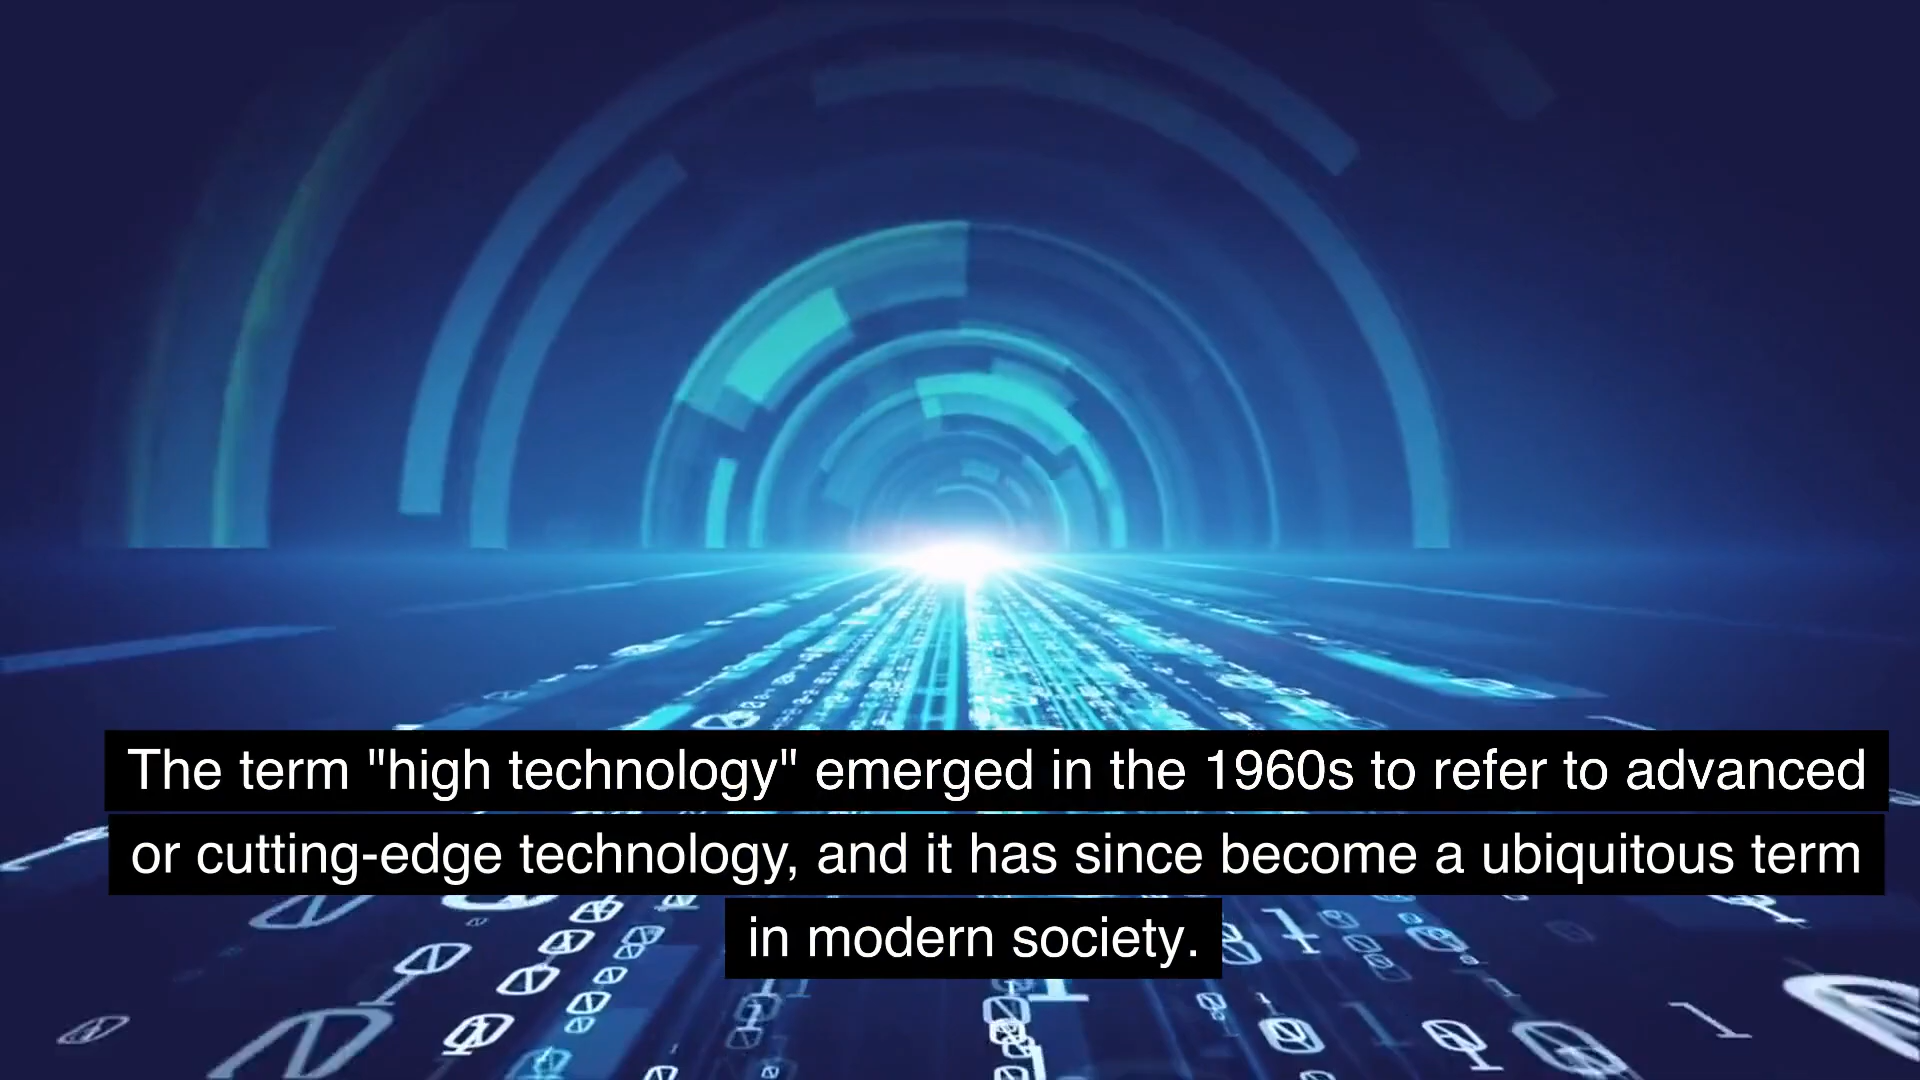 The term "high technology" emerged in the 1960s to refer to advanced
or cutting-edge technology, and it has since become a ubiquitous term
in modern society.